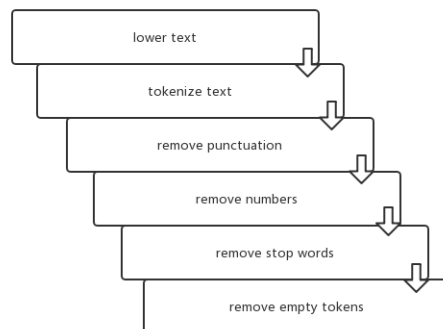 lower text
tokenize text
remove punctuation
remove numbers
remove stop words
remove empty tokens